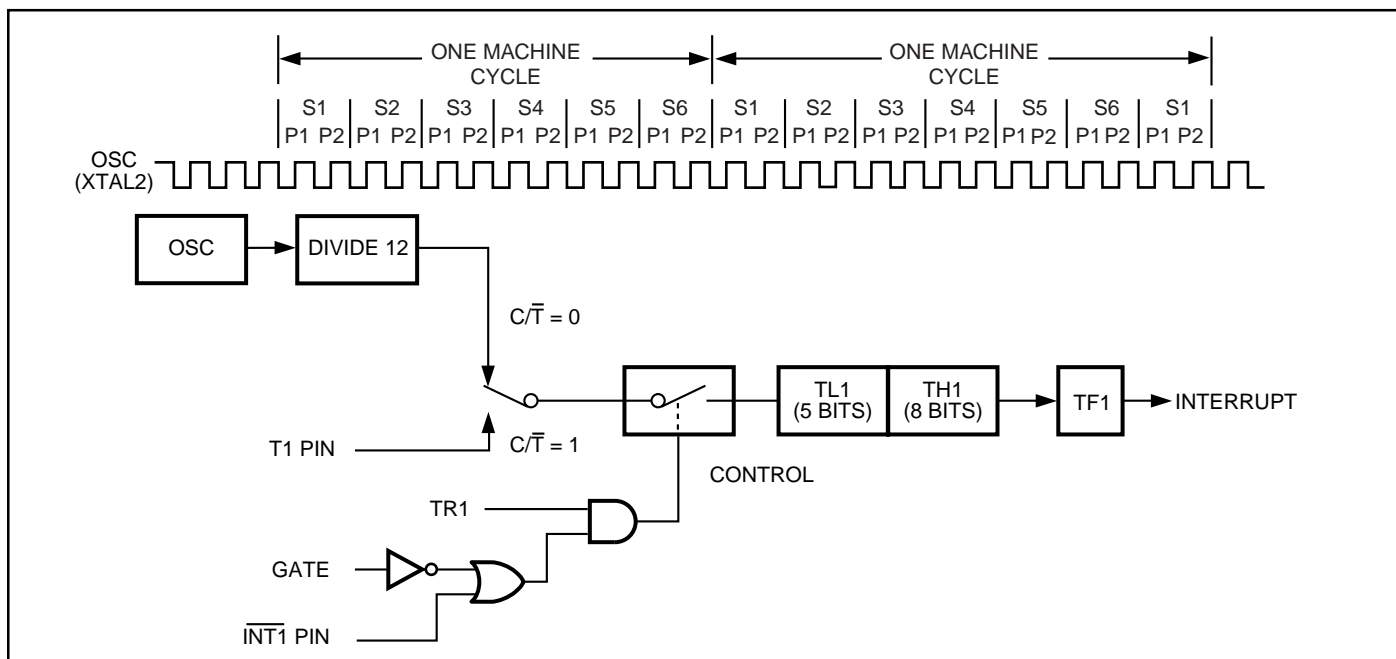 ONE MACHINE CYCLE
ONE MACHINE CYCLE
S1 S2 S3 S4 S5 S6 S1 S2 S3 S4 S5 S6 S1
P1 P2 P1 P2 P1 P2 P1 P2 P1 P2 P1 P2 P1 P2 P1 P2 P1 P2 P1 P2 P1 P2 P1 P2 P1 P2
OSC
(XTAL2)
OSC
DIVIDE 12
C/T̅ = 0
TL1
(5 BITS)
TH1
(8 BITS)
TF1
INTERRUPT
T1 PIN
C/T̅ = 1
CONTROL
TR1
GATE
I̅N̅T̅1̅ PIN